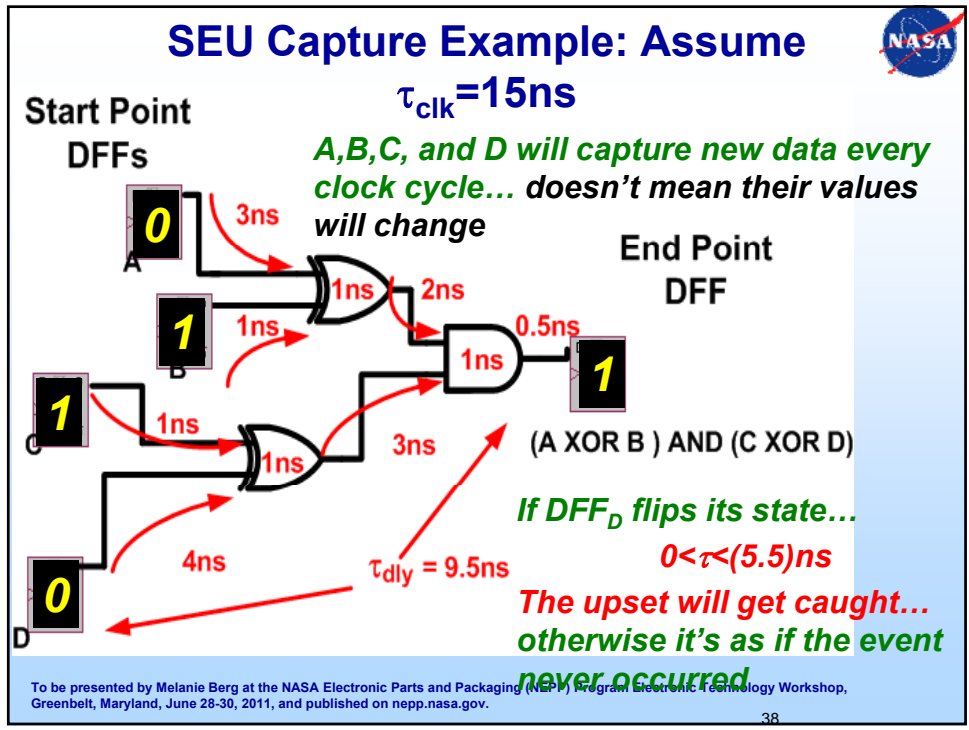 SEU Capture Example: Assume
τclk=15ns
NASA
Start Point
DFFs
A,B,C, and D will capture new data every
clock cycle… doesn't mean their values
will change
End Point
DFF
0
A
3ns
1ns
2ns
1
B
1ns
0.5ns
1ns
D
1
1
C
1ns
1ns
3ns
(A XOR B ) AND (C XOR D)
0
D
4ns
τdly = 9.5ns
If DFFD flips its state…
0<τ<(5.5)ns
The upset will get caught…
otherwise it's as if the event
never occurred
To be presented by Melanie Berg at the NASA Electronic Parts and Packaging (NEPP) Program Electronic Technology Workshop,
Greenbelt, Maryland, June 28-30, 2011, and published on nepp.nasa.gov.
38